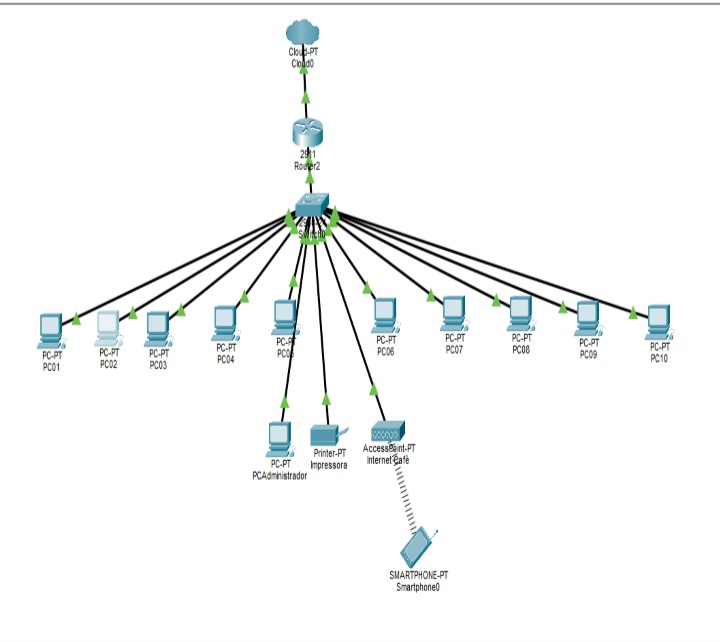 Cloud-PT
Cloud0
2911
Router2
Switch0
PC-PT
PC01
PC-PT
PC02
PC-PT
PC03
PC-PT
PC04
PC-PT
PC05
PC-PT
PC06
PC-PT
PC07
PC-PT
PC08
PC-PT
PC09
PC-PT
PC10
PC-PT
PCAdministrador
Printer-PT
Impressora
AccessPoint-PT
Internet Café
SMARTPHONE-PT
Smartphone0